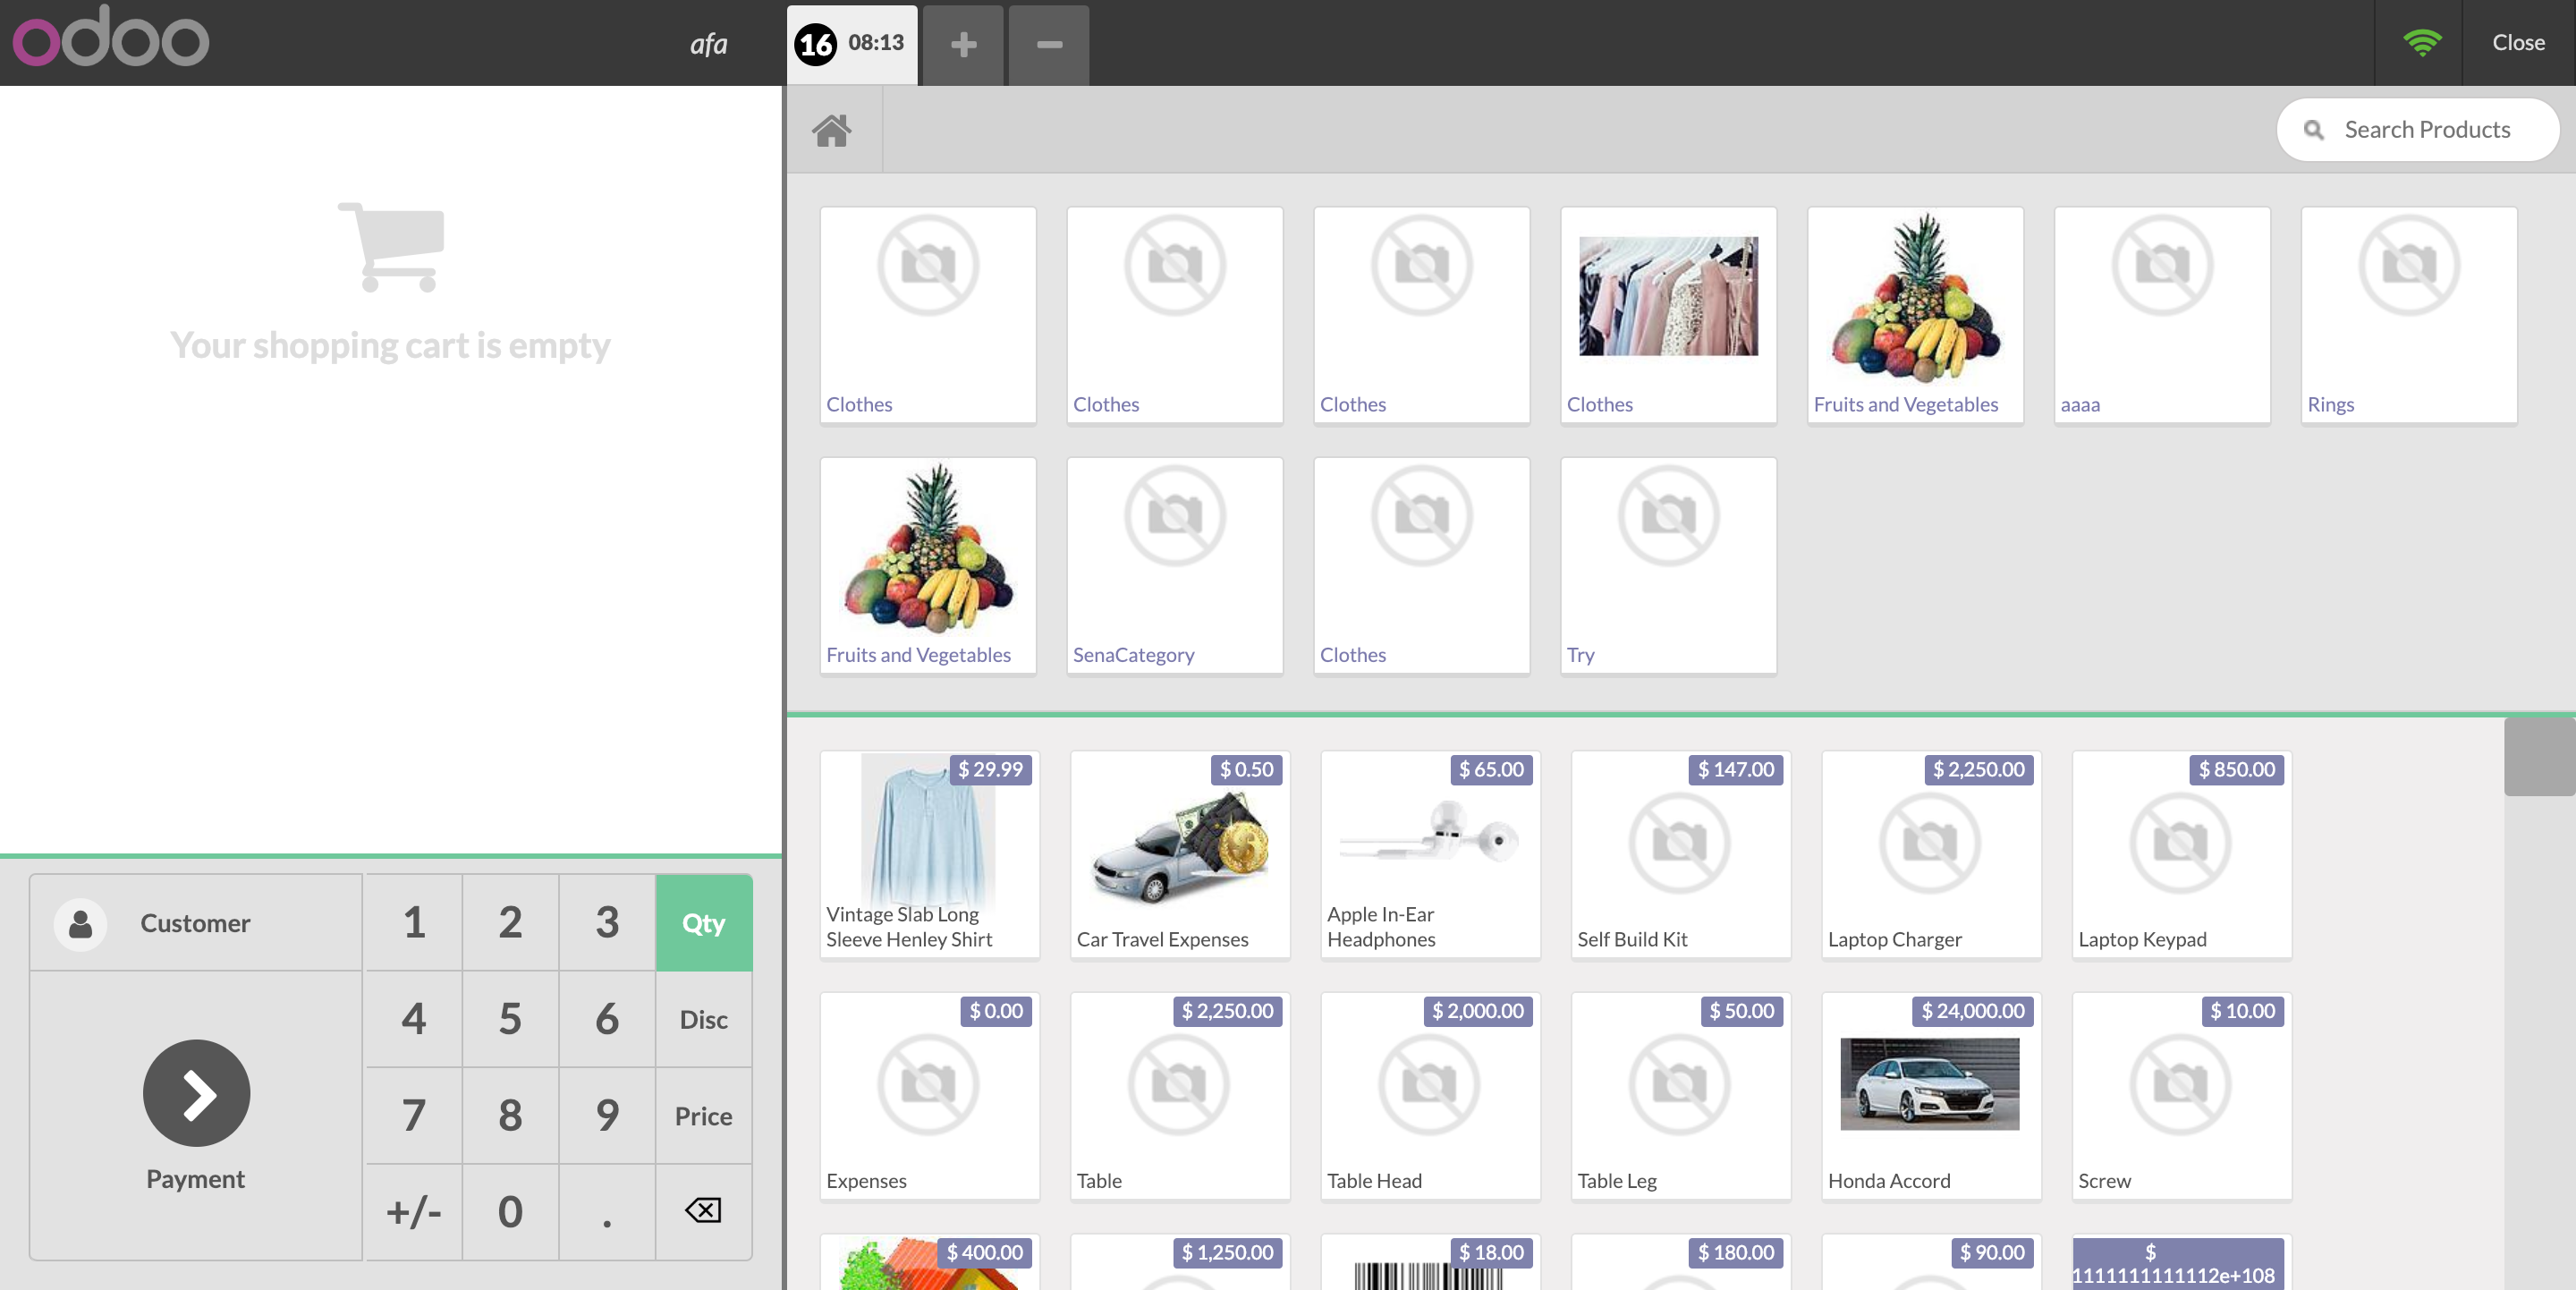 odoo
afa
16 08:13
Close
Search Products
Your shopping cart is empty
Clothes
Clothes
Clothes
Clothes
Fruits and Vegetables
aaaa
Rings
Fruits and Vegetables
SenaCategory
Clothes
Try
$ 29.99
Vintage Slab Long
Sleeve Henley Shirt
$ 0.50
Car Travel Expenses
$ 65.00
Apple In-Ear
Headphones
$ 147.00
Self Build Kit
$ 2,250.00
Laptop Charger
$ 850.00
Laptop Keypad
$ 0.00
Expenses
$ 2,250.00
Table
$ 2,000.00
Table Head
$ 50.00
Table Leg
$ 24,000.00
Honda Accord
$ 10.00
Screw
$ 400.00
$ 1,250.00
$ 18.00
$ 180.00
$ 90.00
$
1111111111112e+108
Customer
Payment
1 2 3 Qty
4 5 6 Disc
7 8 9 Price
+/- 0 .